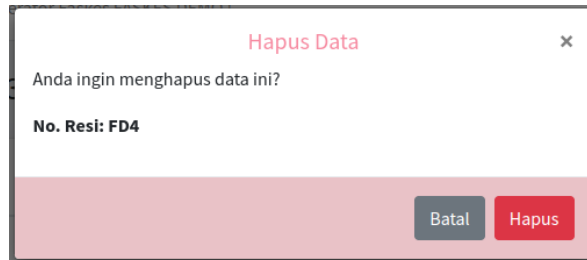 Hapus Data
×
Anda ingin menghapus data ini?
No. Resi: FD4
Batal Hapus